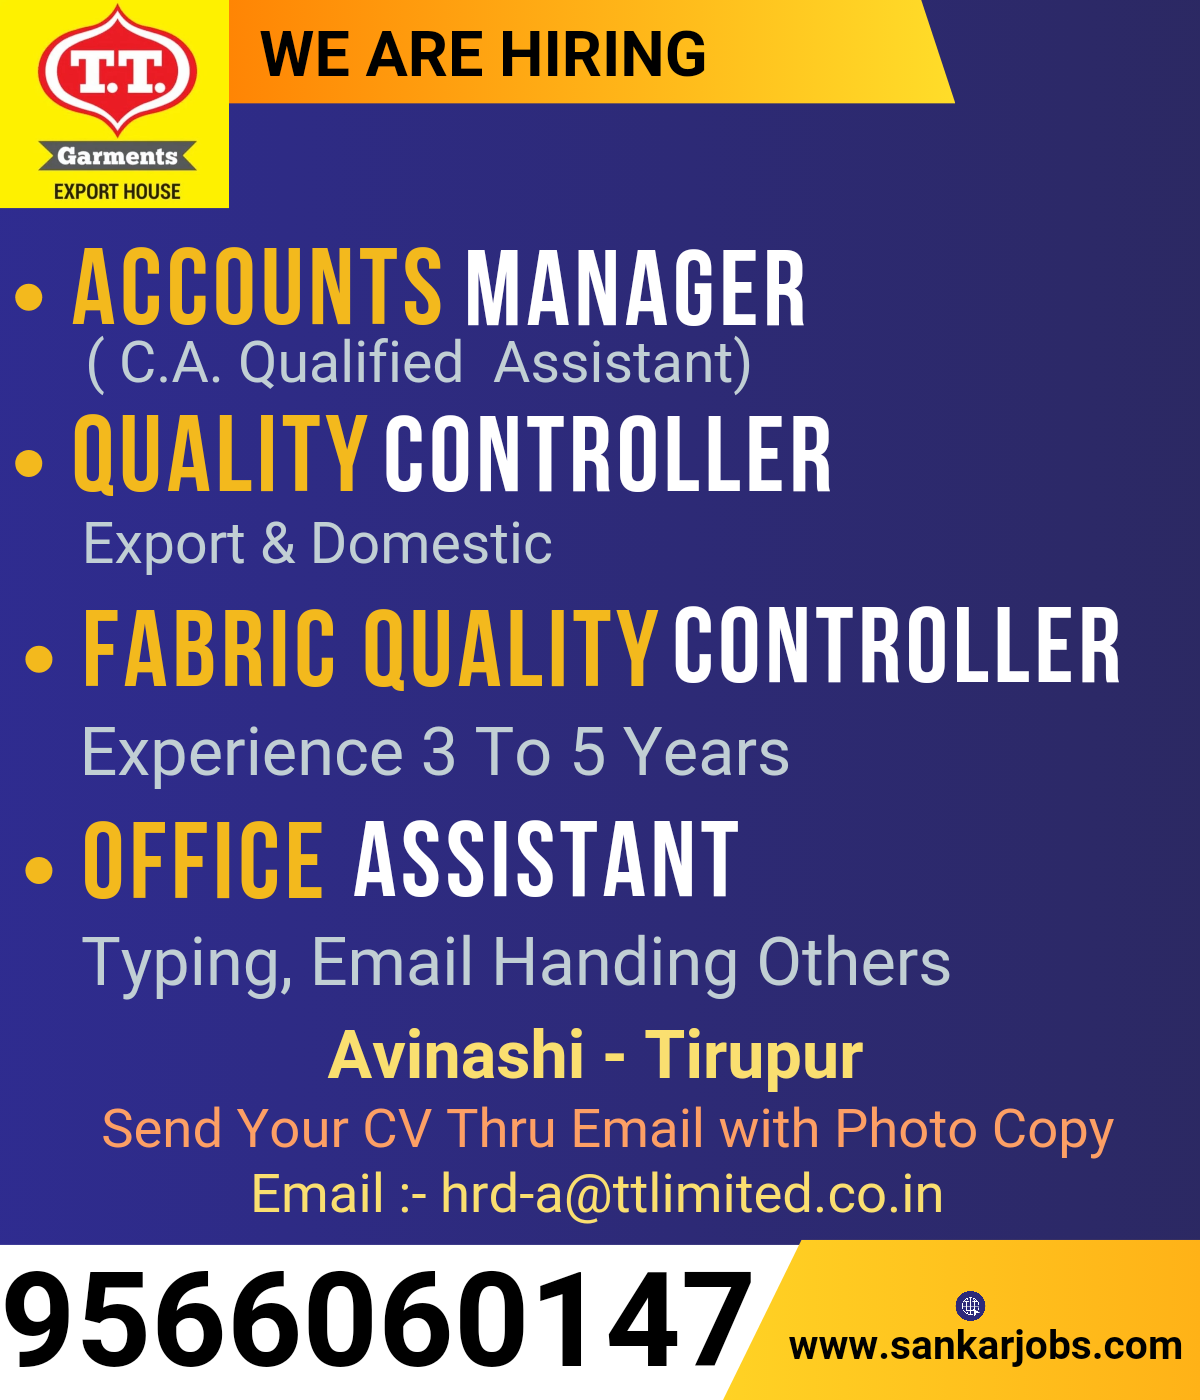 T.T.
Garments
EXPORT HOUSE
WE ARE HIRING
• ACCOUNTS MANAGER
( C.A. Qualified Assistant)
• QUALITY CONTROLLER
Export & Domestic
• FABRIC QUALITY CONTROLLER
Experience 3 To 5 Years
• OFFICE ASSISTANT
Typing, Email Handing Others
Avinashi - Tirupur
Send Your CV Thru Email with Photo Copy
Email :- hrd-a@ttlimited.co.in
9566060147
www.sankarjobs.com